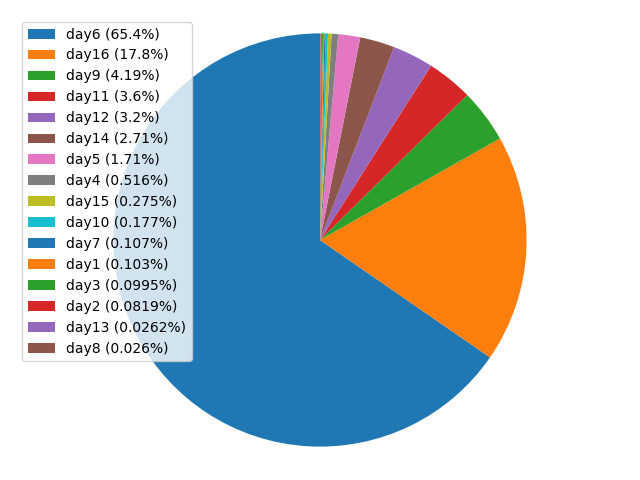 day6 (65.4%)
day16 (17.8%)
day9 (4.19%)
day11 (3.6%)
day12 (3.2%)
day14 (2.71%)
day5 (1.71%)
day4 (0.516%)
day15 (0.275%)
day10 (0.177%)
day7 (0.107%)
day1 (0.103%)
day3 (0.0995%)
day2 (0.0819%)
day13 (0.0262%)
day8 (0.026%)